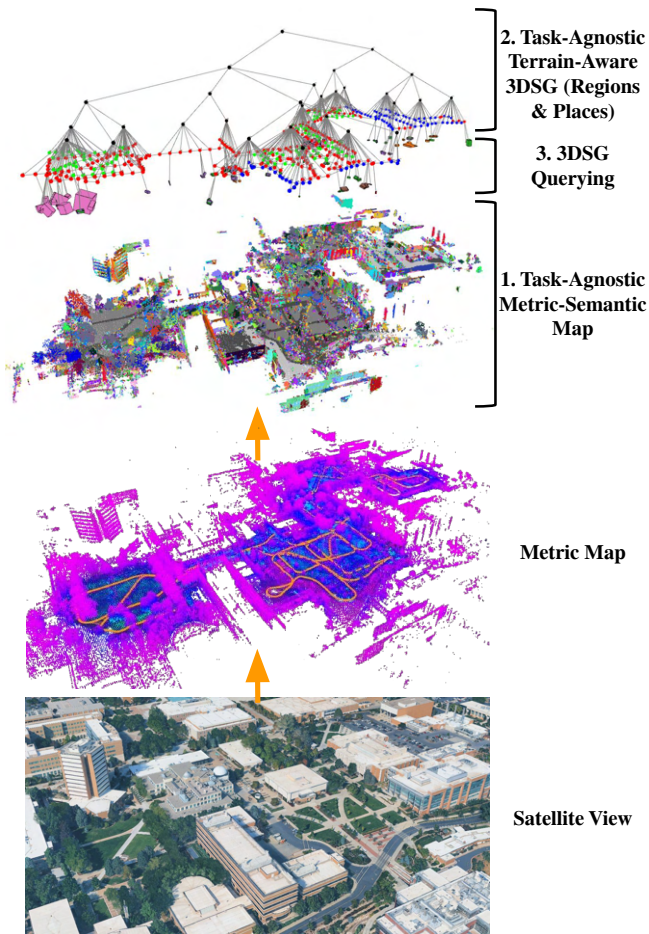 2. Task-Agnostic
Terrain-Aware
3DSG (Regions
& Places)
3. 3DSG
Querying
1. Task-Agnostic
Metric-Semantic
Map
Metric Map
Satellite View